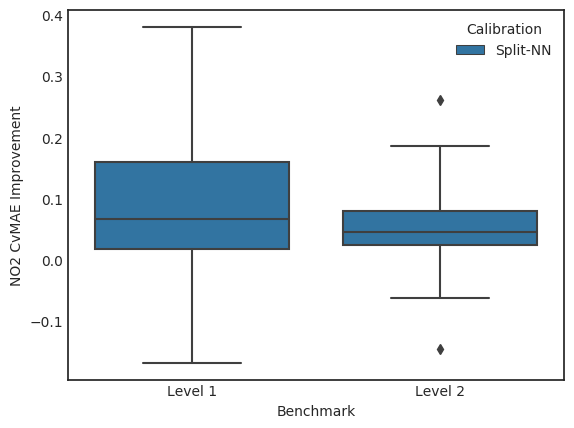 0.4
0.3
0.2
0.1
0.0
−0.1
NO2 CvMAE Improvement
Calibration
Split-NN
Level 1
Level 2
Benchmark